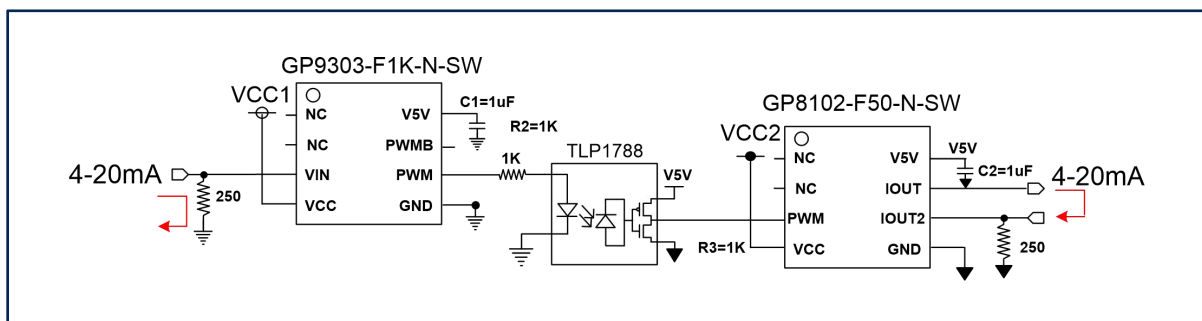 GP9303-F1K-N-SW
VCC1
NC
V5V
C1=1uF
NC
PWMB
R2=1K
4-20mA
VIN
PWM
1K
250
VCC
GND
TLP1788
V5V
R3=1K
GP8102-F50-N-SW
VCC2
NC
V5V
V5V
C2=1uF
NC
IOUT
4-20mA
PWM
IOUT2
VCC
GND
250